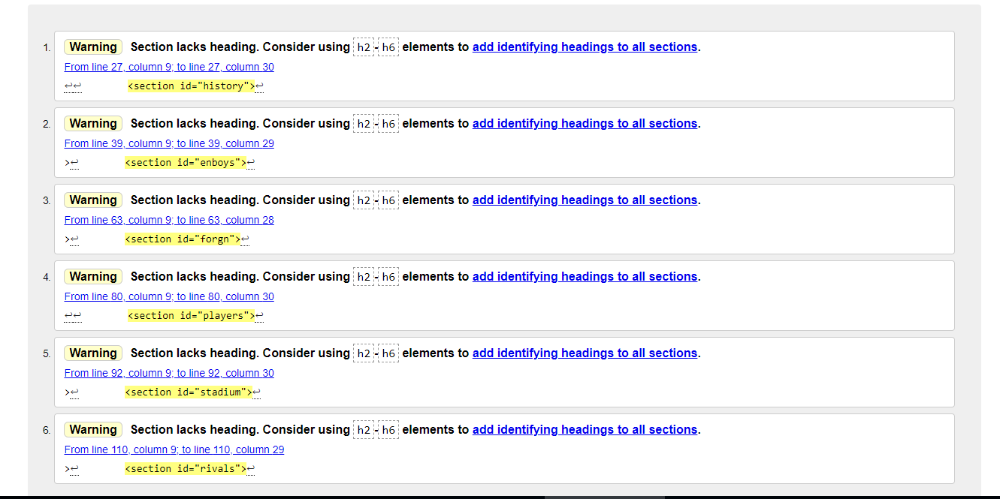 1. Warning Section lacks heading. Consider using h2-h6 elements to add identifying headings to all sections.
From line 27, column 9; to line 27, column 30
↩↩ <section id="history">↩
2. Warning Section lacks heading. Consider using h2-h6 elements to add identifying headings to all sections.
From line 39, column 9; to line 39, column 29
>↩ <section id="enboys">↩
3. Warning Section lacks heading. Consider using h2-h6 elements to add identifying headings to all sections.
From line 63, column 9; to line 63, column 28
>↩ <section id="forgn">↩
4. Warning Section lacks heading. Consider using h2-h6 elements to add identifying headings to all sections.
From line 80, column 9; to line 80, column 30
↩↩ <section id="players">↩
5. Warning Section lacks heading. Consider using h2-h6 elements to add identifying headings to all sections.
From line 92, column 9; to line 92, column 30
>↩ <section id="stadium">↩
6. Warning Section lacks heading. Consider using h2-h6 elements to add identifying headings to all sections.
From line 110, column 9; to line 110, column 29
>↩ <section id="rivals">↩